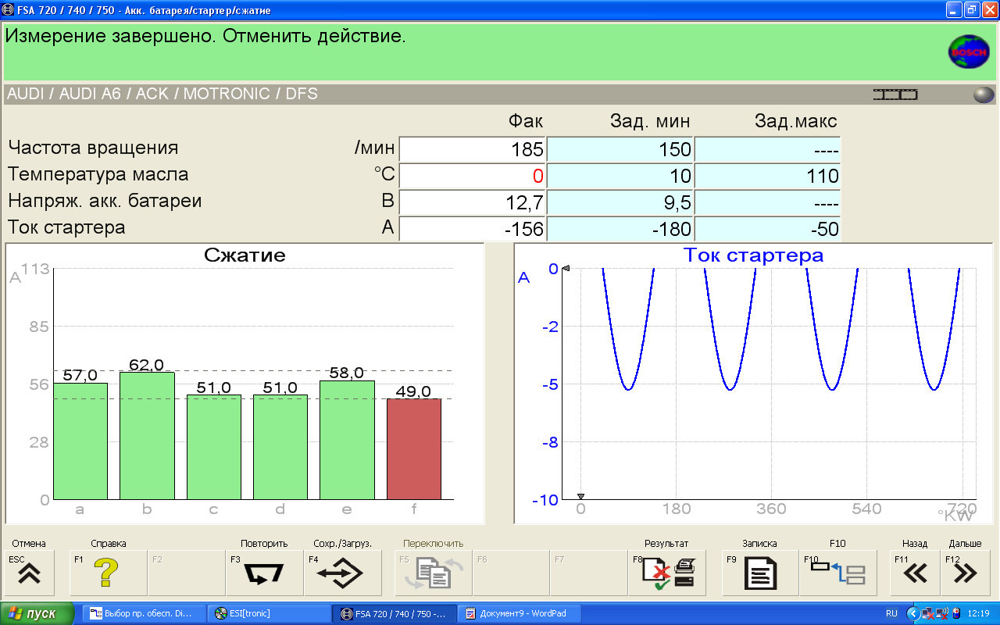 FSA 720 / 740 / 750 - Акк. батарея/стартер/сжатие
Измерение завершено. Отменить действие.
BOSCH
AUDI / AUDI A6 / ACK / MOTRONIC / DFS
Фак Зад. мин Зад.макс
Частота вращения /мин 185 150 ----
Температура масла °C 0 10 110
Напряж. акк. батареи В 12,7 9,5 ----
Ток стартера А -156 -180 -50
Сжатие
A
113
85
56
28
0
57,0 62,0 51,0 51,0 58,0 49,0
a b c d e f
Ток стартера
A
0
-2
-5
-8
-10
0 180 360 540 720
°KW
Отмена Справка Повторить Сохр./Загруз. Переключить Результат Записка F10 Назад Дальше
ESC F1 F2 F3 F4 F5 F6 F7 F8 F9 F10 F11 F12
пуск Выбор пр. обесп. Di... ESI[tronic] FSA 720 / 740 / 750 -... Документ9 - WordPad RU 12:19